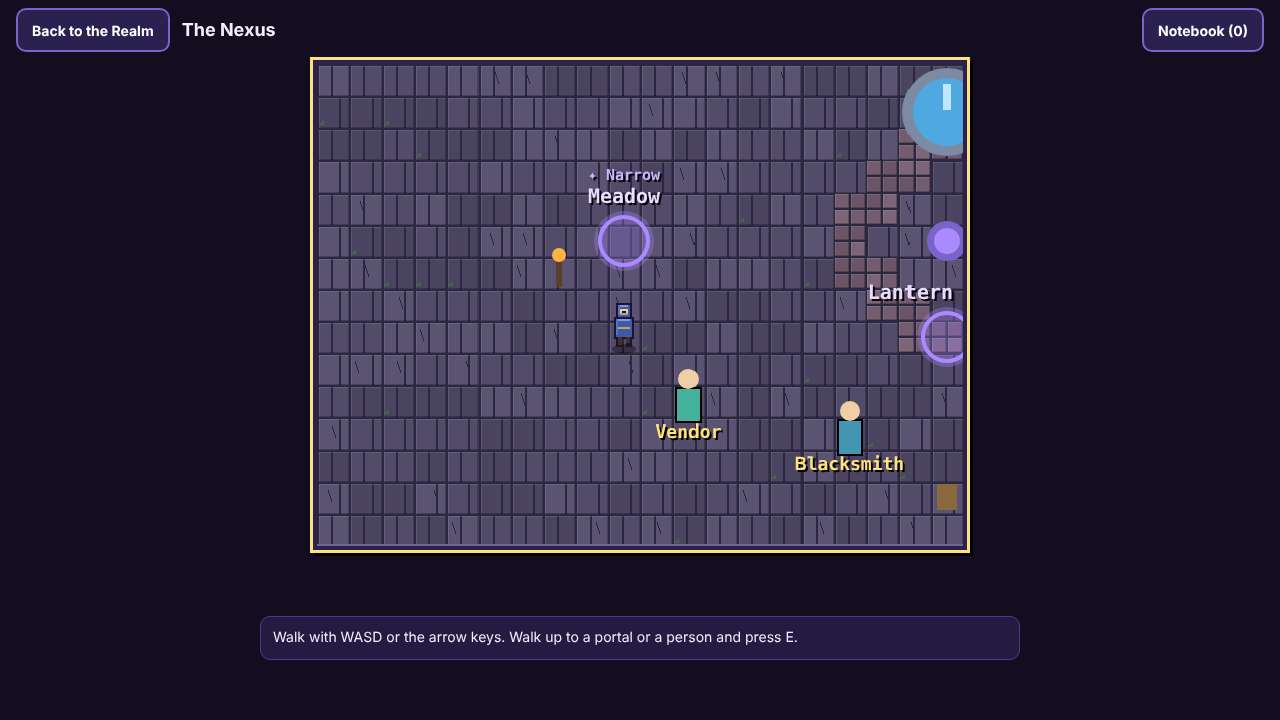 Back to the Realm
The Nexus
Notebook (0)
✦ Narrow
Meadow
Lantern
Vendor
Blacksmith
Walk with WASD or the arrow keys. Walk up to a portal or a person and press E.